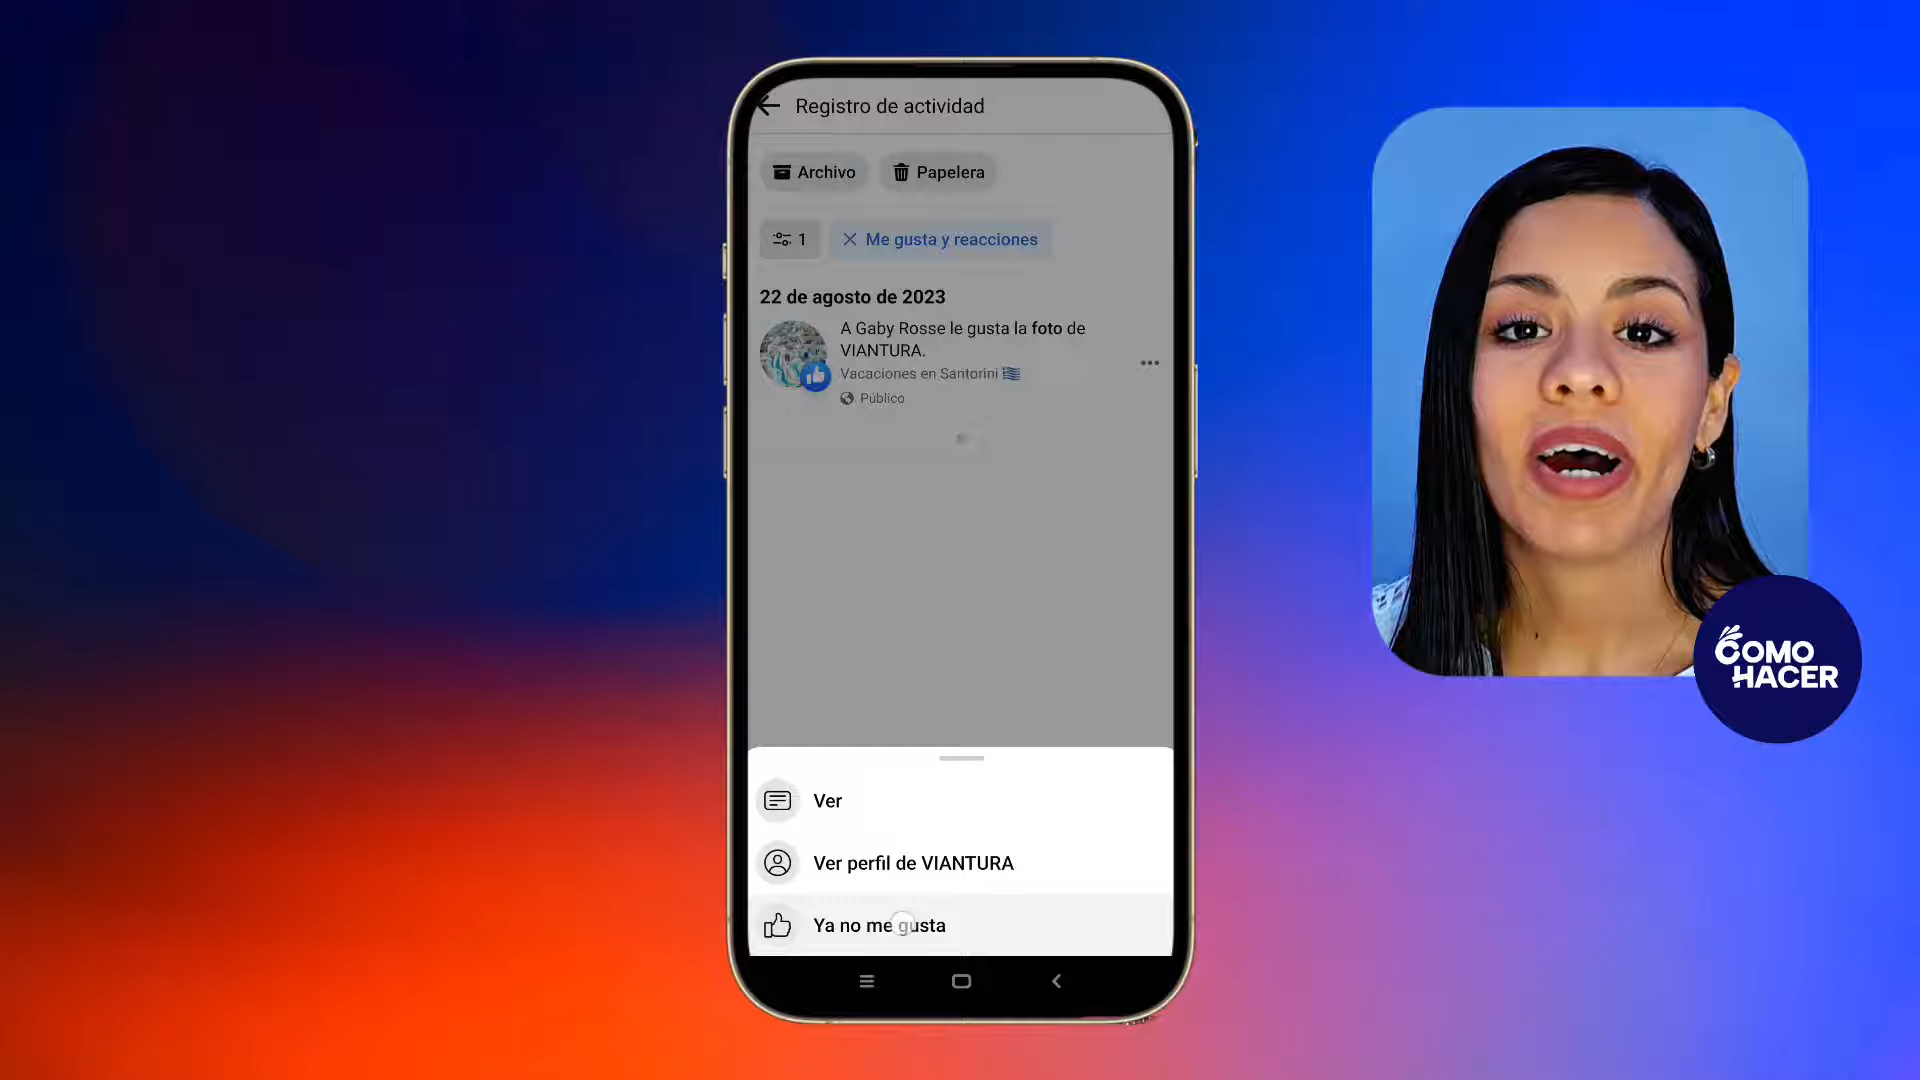 Registro de actividad
Archivo
Papelera
1
Me gusta y reacciones
22 de agosto de 2023
A Gaby Rosse le gusta la foto de
VIANTURA.
Vacaciones en Santorini 🇬🇷
Público
Ver
Ver perfil de VIANTURA
Ya no me gusta
COMO
HACER